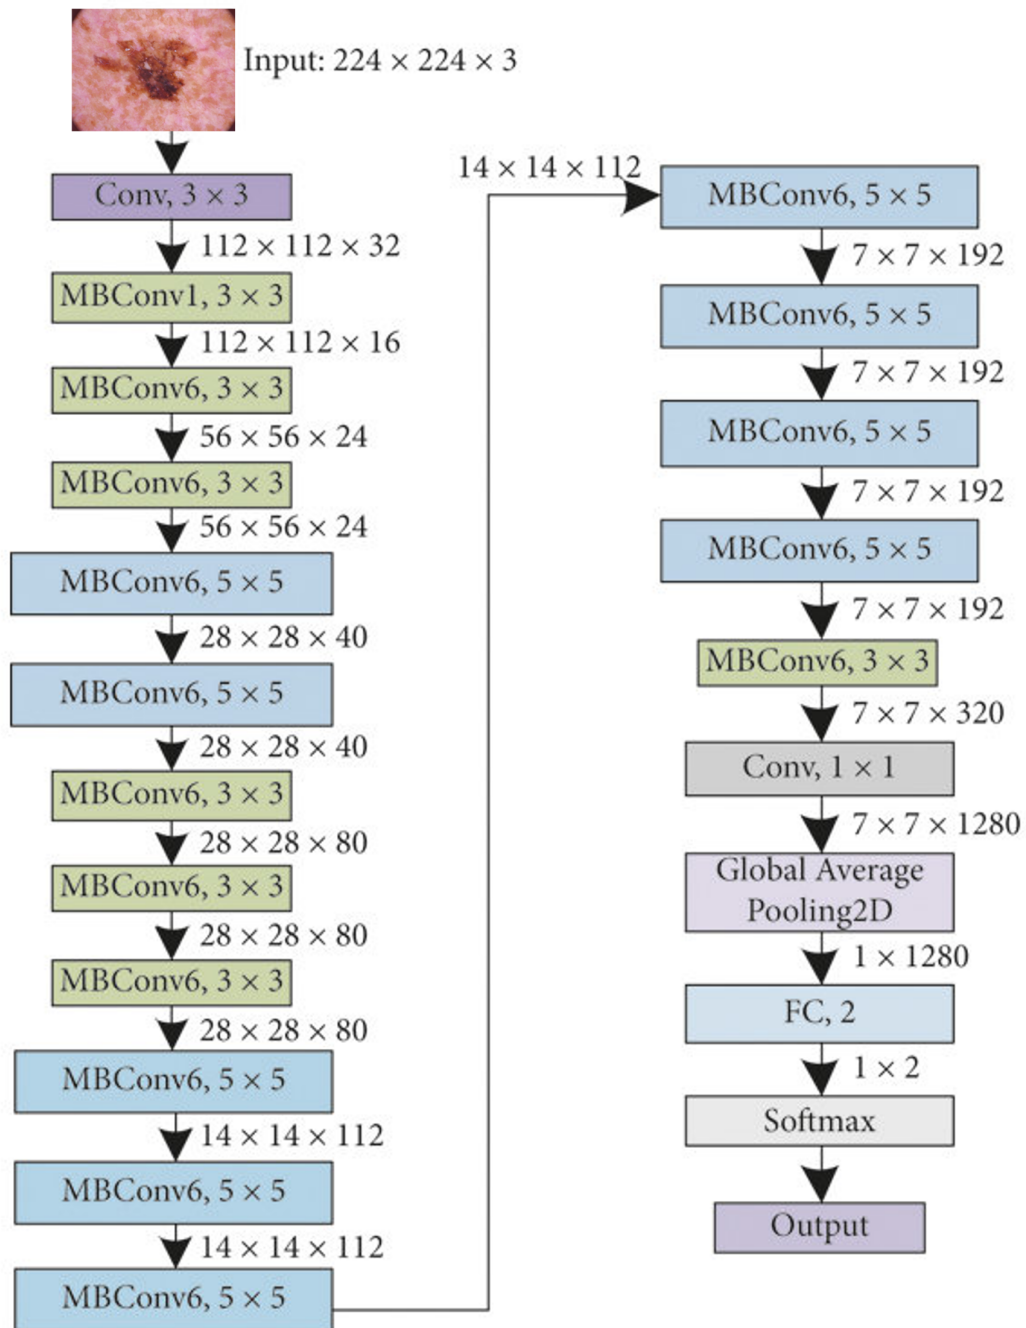 Input: 224 × 224 × 3
Conv, 3 × 3
112 × 112 × 32
MBConv1, 3 × 3
112 × 112 × 16
MBConv6, 3 × 3
56 × 56 × 24
MBConv6, 3 × 3
56 × 56 × 24
MBConv6, 5 × 5
28 × 28 × 40
MBConv6, 5 × 5
28 × 28 × 40
MBConv6, 3 × 3
28 × 28 × 80
MBConv6, 3 × 3
28 × 28 × 80
MBConv6, 3 × 3
28 × 28 × 80
MBConv6, 5 × 5
14 × 14 × 112
MBConv6, 5 × 5
14 × 14 × 112
MBConv6, 5 × 5
14 × 14 × 112
MBConv6, 5 × 5
7 × 7 × 192
MBConv6, 5 × 5
7 × 7 × 192
MBConv6, 5 × 5
7 × 7 × 192
MBConv6, 5 × 5
7 × 7 × 192
MBConv6, 3 × 3
7 × 7 × 320
Conv, 1 × 1
7 × 7 × 1280
Global Average
Pooling2D
1 × 1280
FC, 2
1 × 2
Softmax
Output